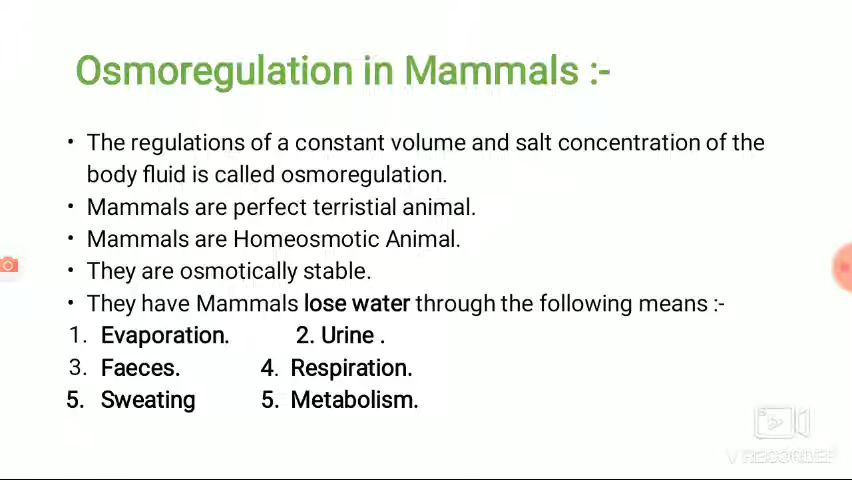 Osmoregulation in Mammals :-
• The regulations of a constant volume and salt concentration of the
body fluid is called osmoregulation.
• Mammals are perfect terristial animal.
• Mammals are Homeosmotic Animal.
• They are osmotically stable.
• They have Mammals lose water through the following means :-
1. Evaporation. 2. Urine .
3. Faeces. 4. Respiration.
5. Sweating 5. Metabolism.
V RECORDER